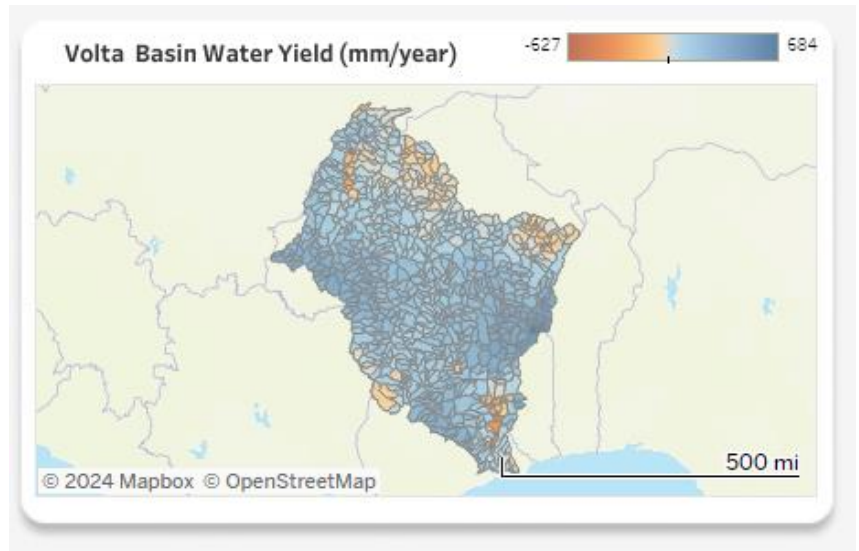 Volta Basin Water Yield (mm/year)
-627
684
500 mi
© 2024 Mapbox © OpenStreetMap